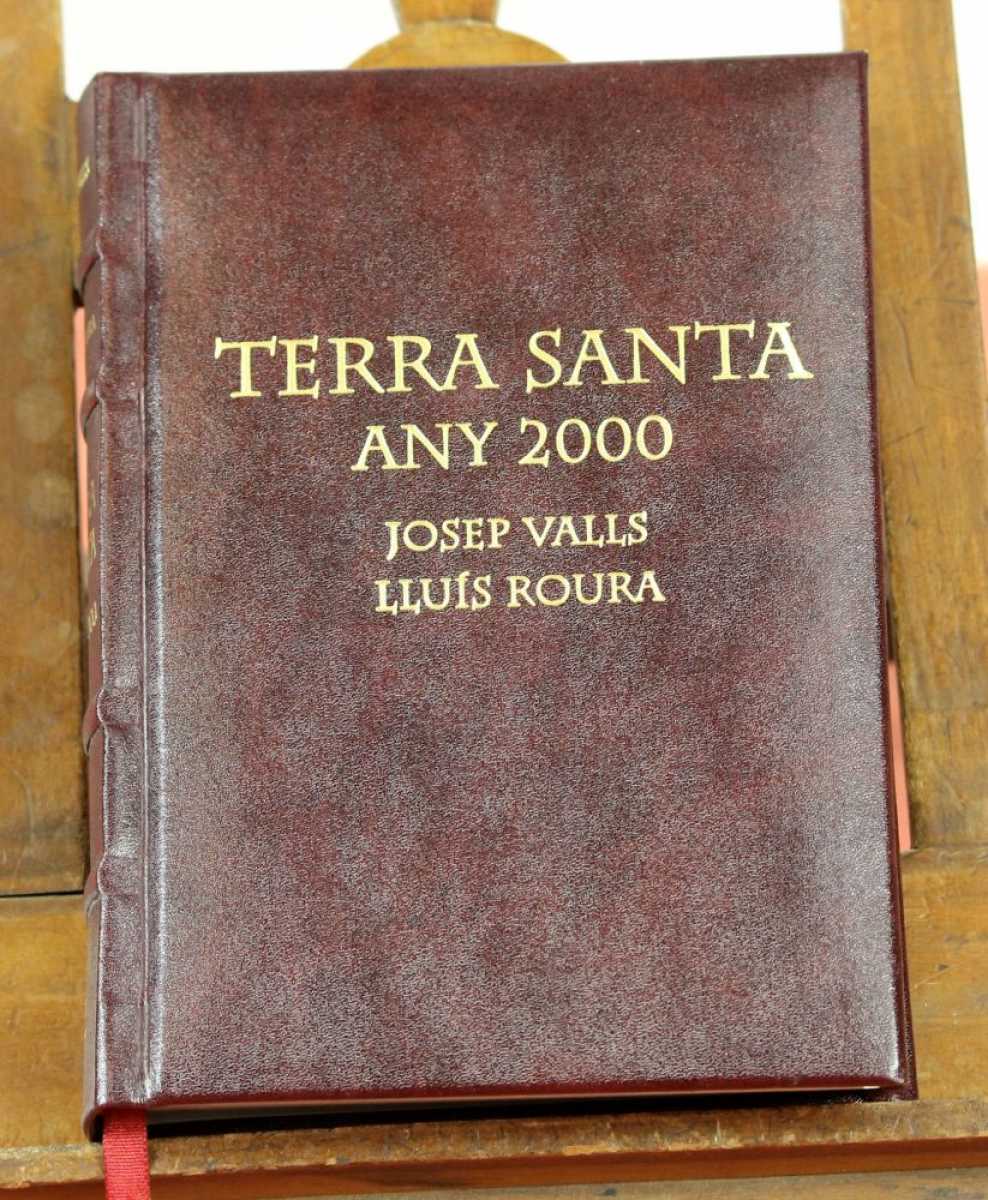 TERRA SANTA
ANY 2000
JOSEP VALLS
LLUÍS ROURA